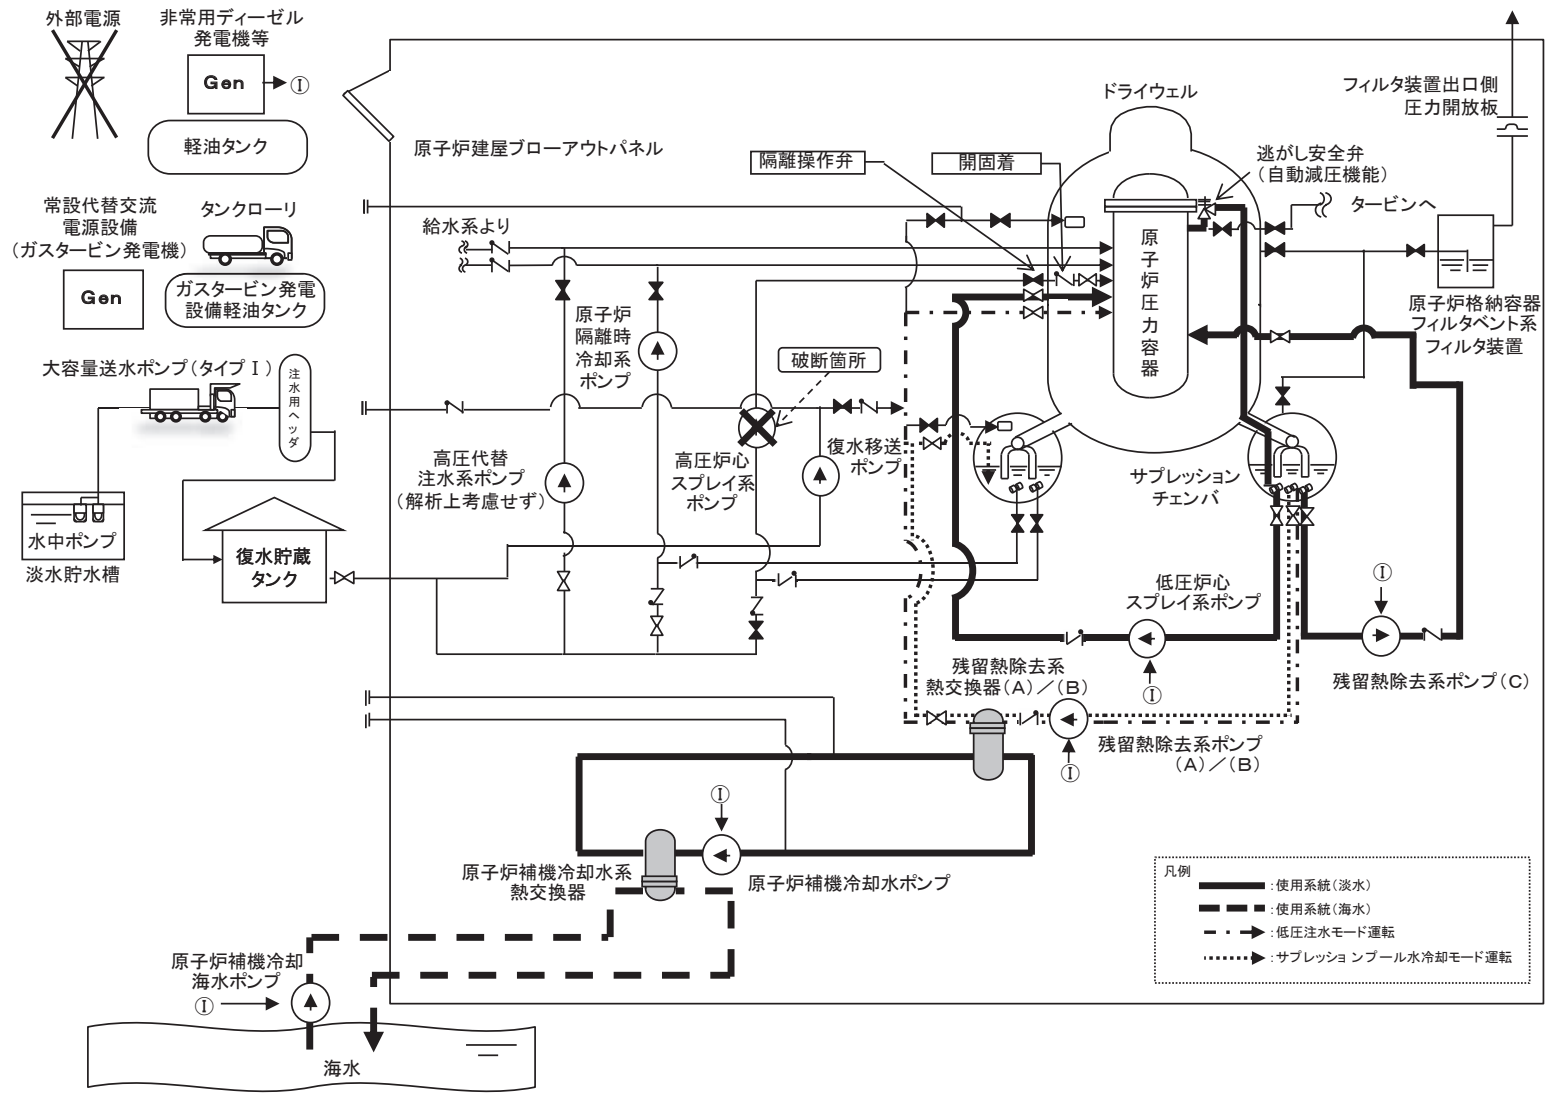 外部電源
非常用ディーゼル
発電機等
Gen
Ⓘ
軽油タンク
常設代替交流
電源設備
(ガスタービン発電機)
タンクローリ
Gen
ガスタービン発電
設備軽油タンク
大容量送水ポンプ(タイプⅠ)
注水用ヘッダ
水中ポンプ
淡水貯水槽
復水貯蔵
タンク
原子炉建屋ブローアウトパネル
給水系より
隔離操作弁
開固着
ドライウェル
逃がし安全弁
(自動減圧機能)
タービンへ
フィルタ装置出口側
圧力開放板
原子炉格納容器
フィルタベント系
フィルタ装置
原子炉圧力容器
原子炉
隔離時
冷却系
ポンプ
破断箇所
高圧代替
注水系ポンプ
(解析上考慮せず)
高圧炉心
スプレイ系
ポンプ
復水移送
ポンプ
サプレッション
チェンバ
低圧炉心
スプレイ系ポンプ
Ⓘ
Ⓘ
残留熱除去系ポンプ(C)
残留熱除去系
熱交換器(A)/(B)
残留熱除去系ポンプ
(A)/(B)
Ⓘ
Ⓘ
原子炉補機冷却水系
熱交換器
原子炉補機冷却水ポンプ
原子炉補機冷却
海水ポンプ
Ⓘ
海水
凡例
:使用系統(淡水)
:使用系統(海水)
:低圧注水モード運転
:サプレッションプール水冷却モード運転